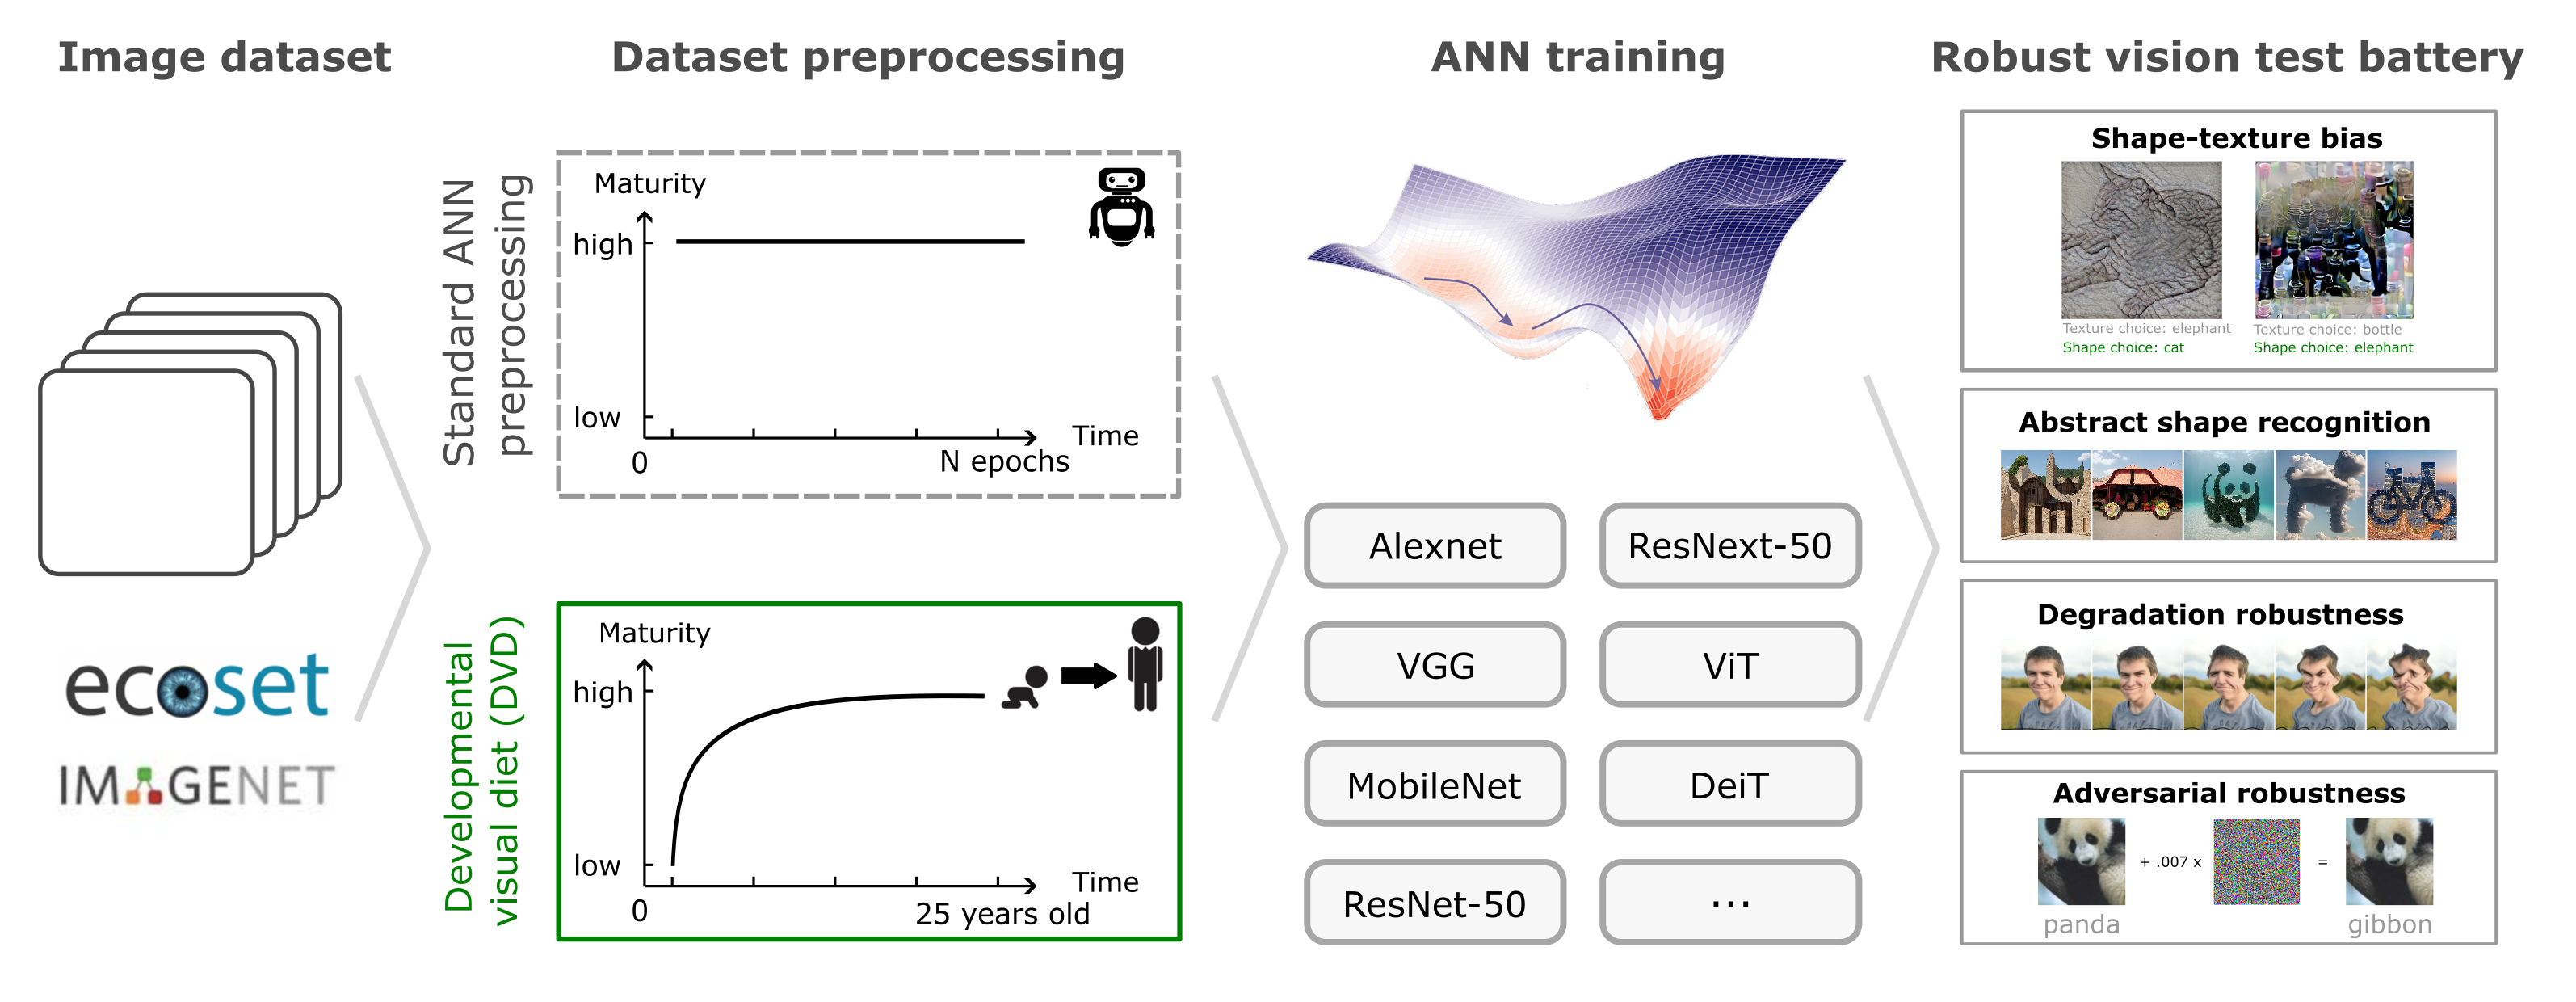 Image dataset
ecoset
IMAGENET
Dataset preprocessing
Standard ANN
preprocessing
Maturity
high
low
0
Time
N epochs
Developmental
visual diet (DVD)
Maturity
high
low
0
Time
25 years old
ANN training
Alexnet
ResNext-50
VGG
ViT
MobileNet
DeiT
ResNet-50
...
Robust vision test battery
Shape-texture bias
Texture choice: elephant
Shape choice: cat
Texture choice: bottle
Shape choice: elephant
Abstract shape recognition
Degradation robustness
Adversarial robustness
+ .007 x
=
panda
gibbon